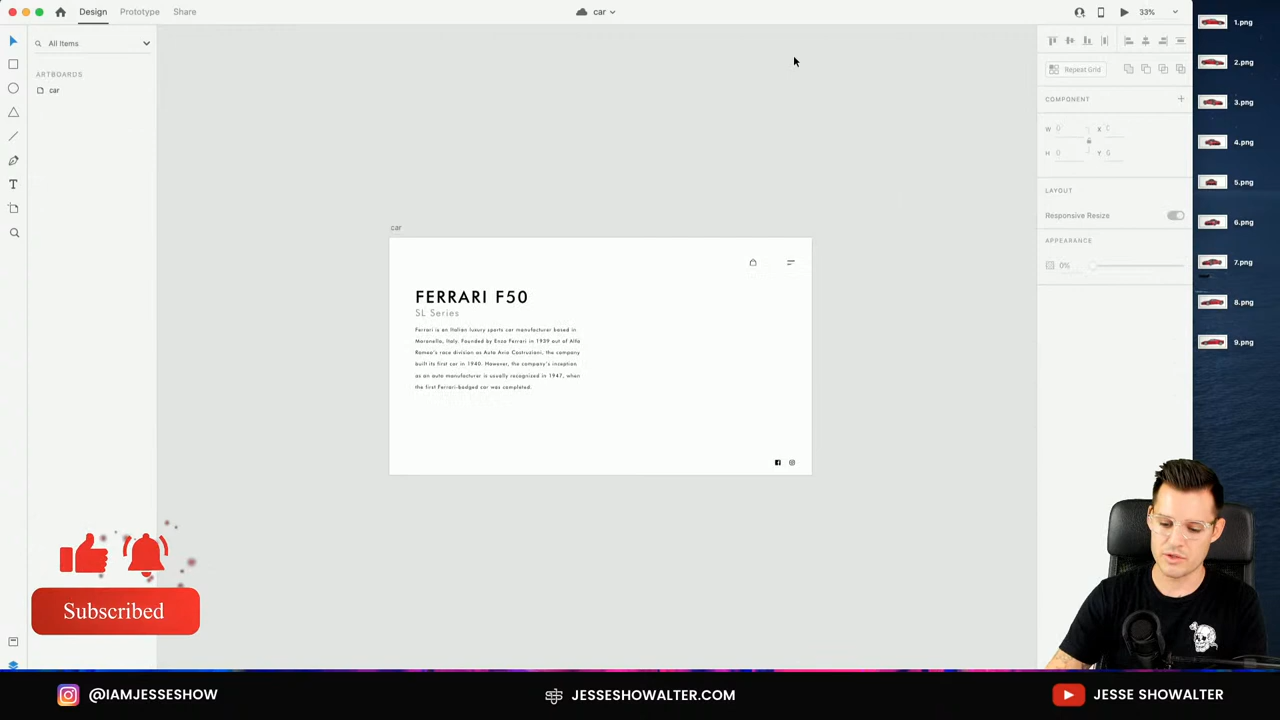 Design Prototype Share
car
33%
All Items
ARTBOARDS
car
Repeat Grid
COMPONENT
W 0 X 0
H 0 Y 0
LAYOUT
Responsive Resize
APPEARANCE
0%
1.png
2.png
3.png
4.png
5.png
6.png
7.png
8.png
9.png
car
FERRARI F50
SL Series
Ferrari is an Italian luxury sports car manufacturer based in
Maranello, Italy. Founded by Enzo Ferrari in 1939 out of Alfa
Romeo's race division as Auto Avio Costruzioni, the company
built its first car in 1940. However, the company's inception
as an auto manufacturer is usually recognized in 1947, when
the first Ferrari-badged car was completed.
Subscribed
@IAMJESSESHOW
JESSESHOWALTER.COM
JESSE SHOWALTER